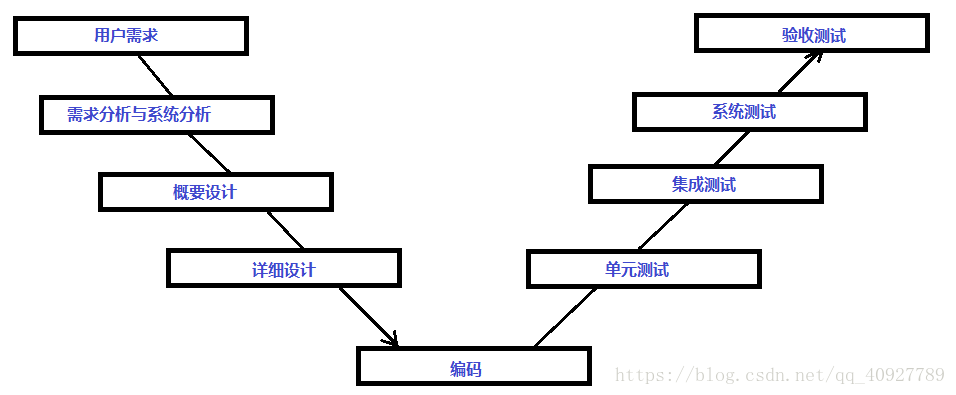 用户需求
验收测试
需求分析与系统分析
系统测试
概要设计
集成测试
详细设计
单元测试
编码
https://blog.csdn.net/qq_40927789